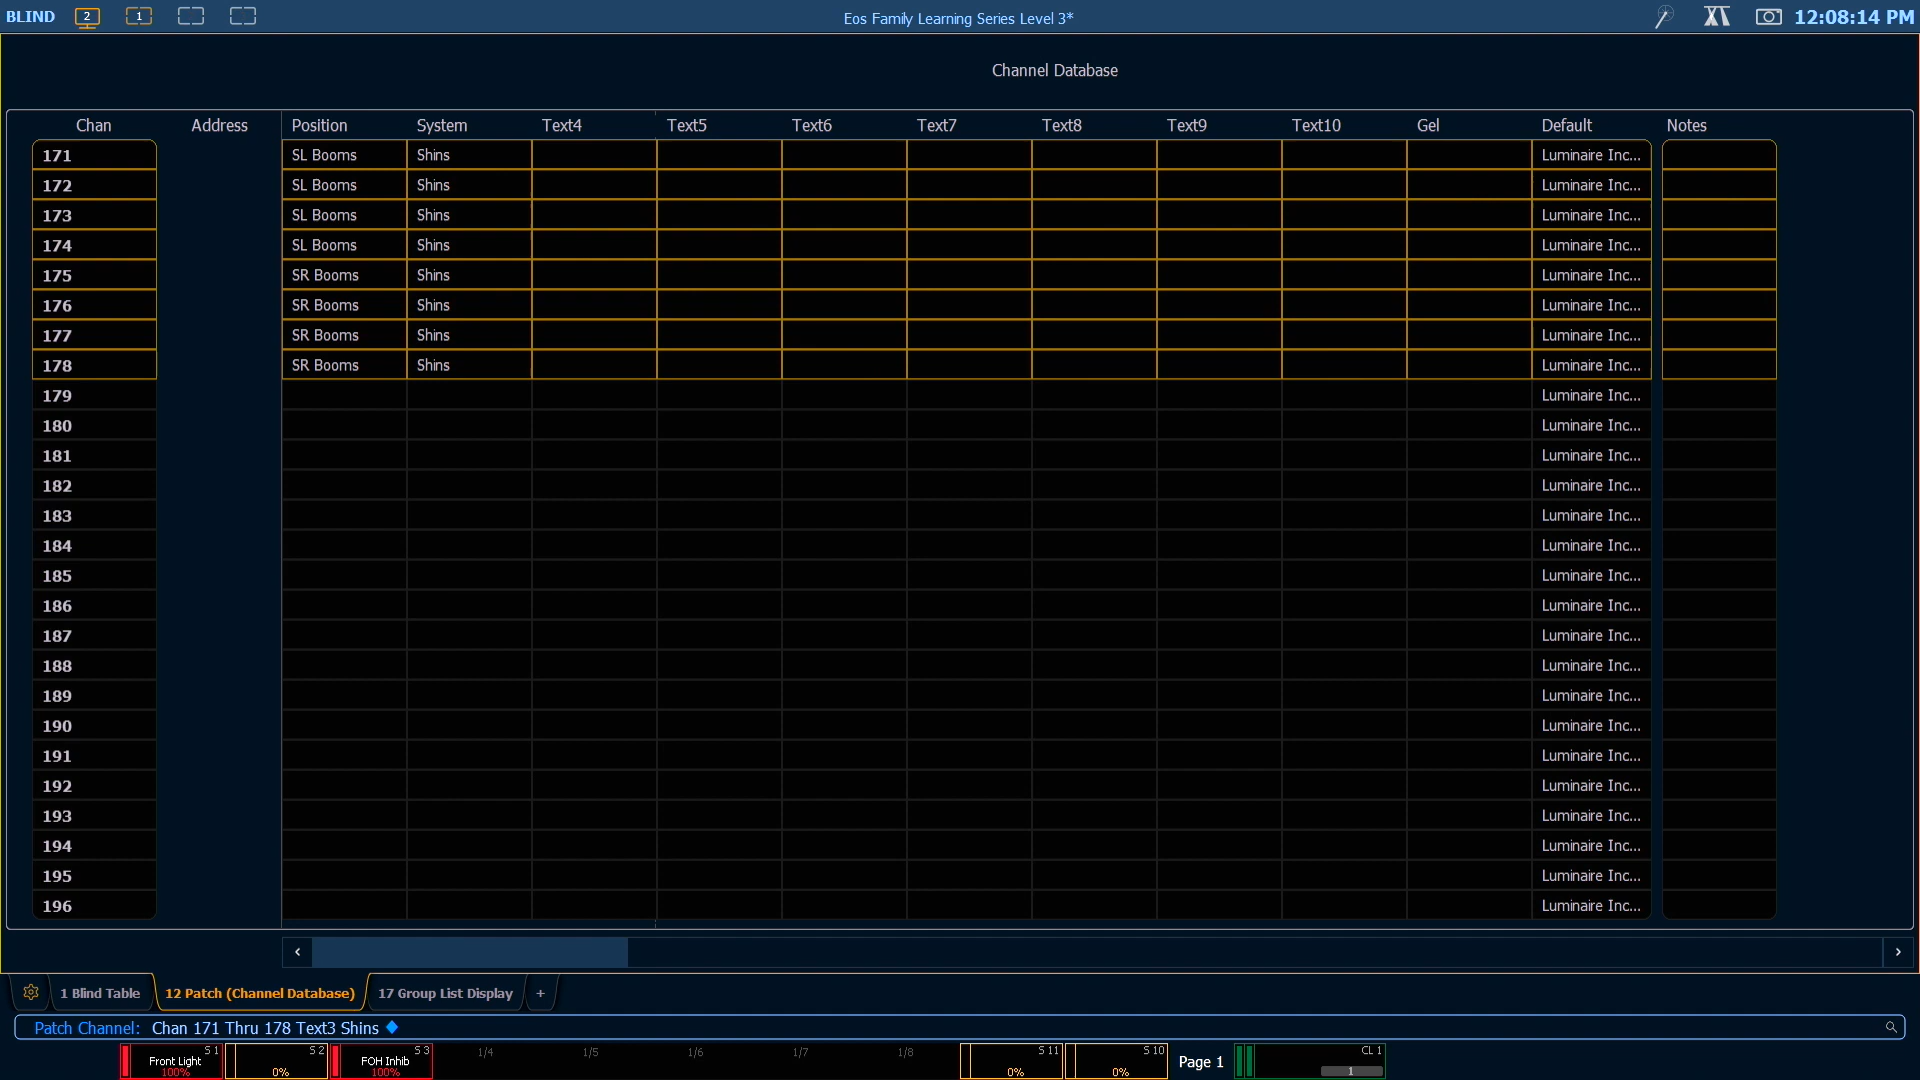 BLIND 2 1 Eos Family Learning Series Level 3* 12:08:14 PM
Channel Database
Chan Address Position System Text4 Text5 Text6 Text7 Text8 Text9 Text10 Gel Default Notes
171 SL Booms Shins Luminaire Inc...
172 SL Booms Shins Luminaire Inc...
173 SL Booms Shins Luminaire Inc...
174 SL Booms Shins Luminaire Inc...
175 SR Booms Shins Luminaire Inc...
176 SR Booms Shins Luminaire Inc...
177 SR Booms Shins Luminaire Inc...
178 SR Booms Shins Luminaire Inc...
179 Luminaire Inc...
180 Luminaire Inc...
181 Luminaire Inc...
182 Luminaire Inc...
183 Luminaire Inc...
184 Luminaire Inc...
185 Luminaire Inc...
186 Luminaire Inc...
187 Luminaire Inc...
188 Luminaire Inc...
189 Luminaire Inc...
190 Luminaire Inc...
191 Luminaire Inc...
192 Luminaire Inc...
193 Luminaire Inc...
194 Luminaire Inc...
195 Luminaire Inc...
196 Luminaire Inc...
1 Blind Table 12 Patch (Channel Database) 17 Group List Display +
Patch Channel: Chan 171 Thru 178 Text3 Shins
S 1 S 2 S 3 1/4 1/5 1/6 1/7 1/8 S 11 S 10 CL 1
Front Light FOH Inhib Page 1
100% 0% 100% 0% 0% 1